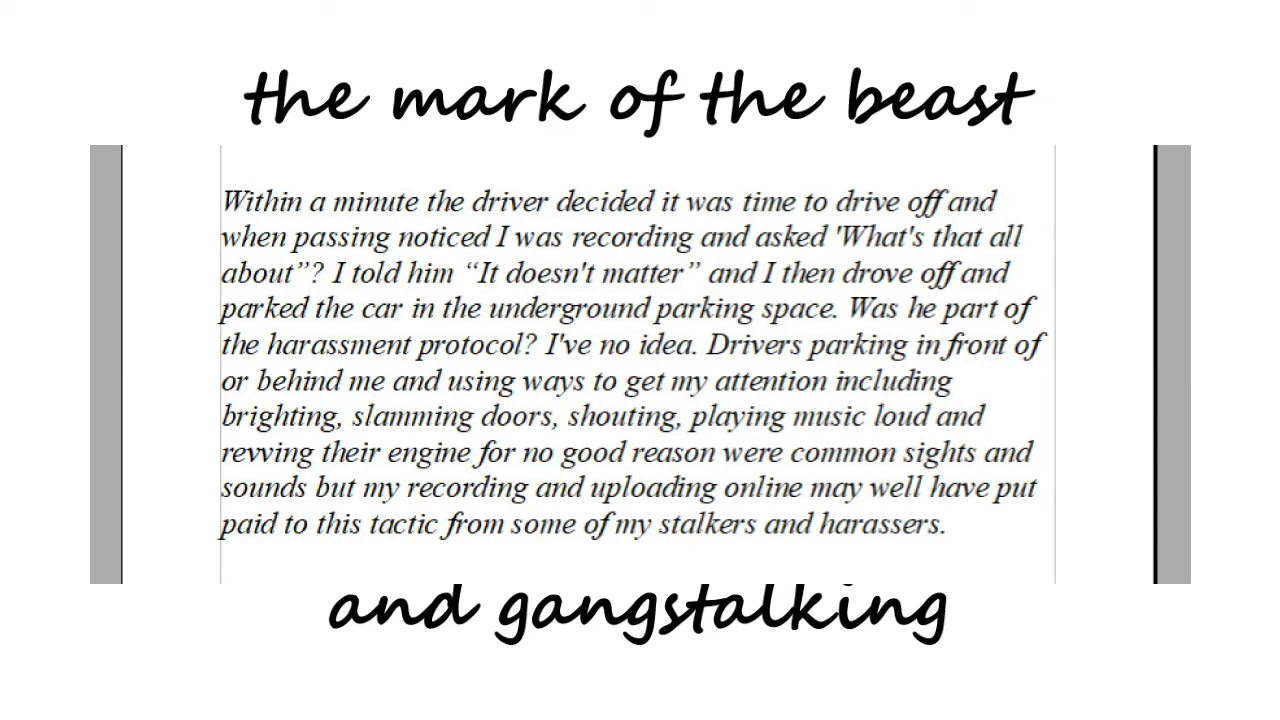 the mark of the beast
Within a minute the driver decided it was time to drive off and
when passing noticed I was recording and asked 'What's that all
about”? I told him “It doesn't matter” and I then drove off and
parked the car in the underground parking space. Was he part of
the harassment protocol? I've no idea. Drivers parking in front of
or behind me and using ways to get my attention including
brighting, slamming doors, shouting, playing music loud and
revving their engine for no good reason were common sights and
sounds but my recording and uploading online may well have put
paid to this tactic from some of my stalkers and harassers.
and gangstalking